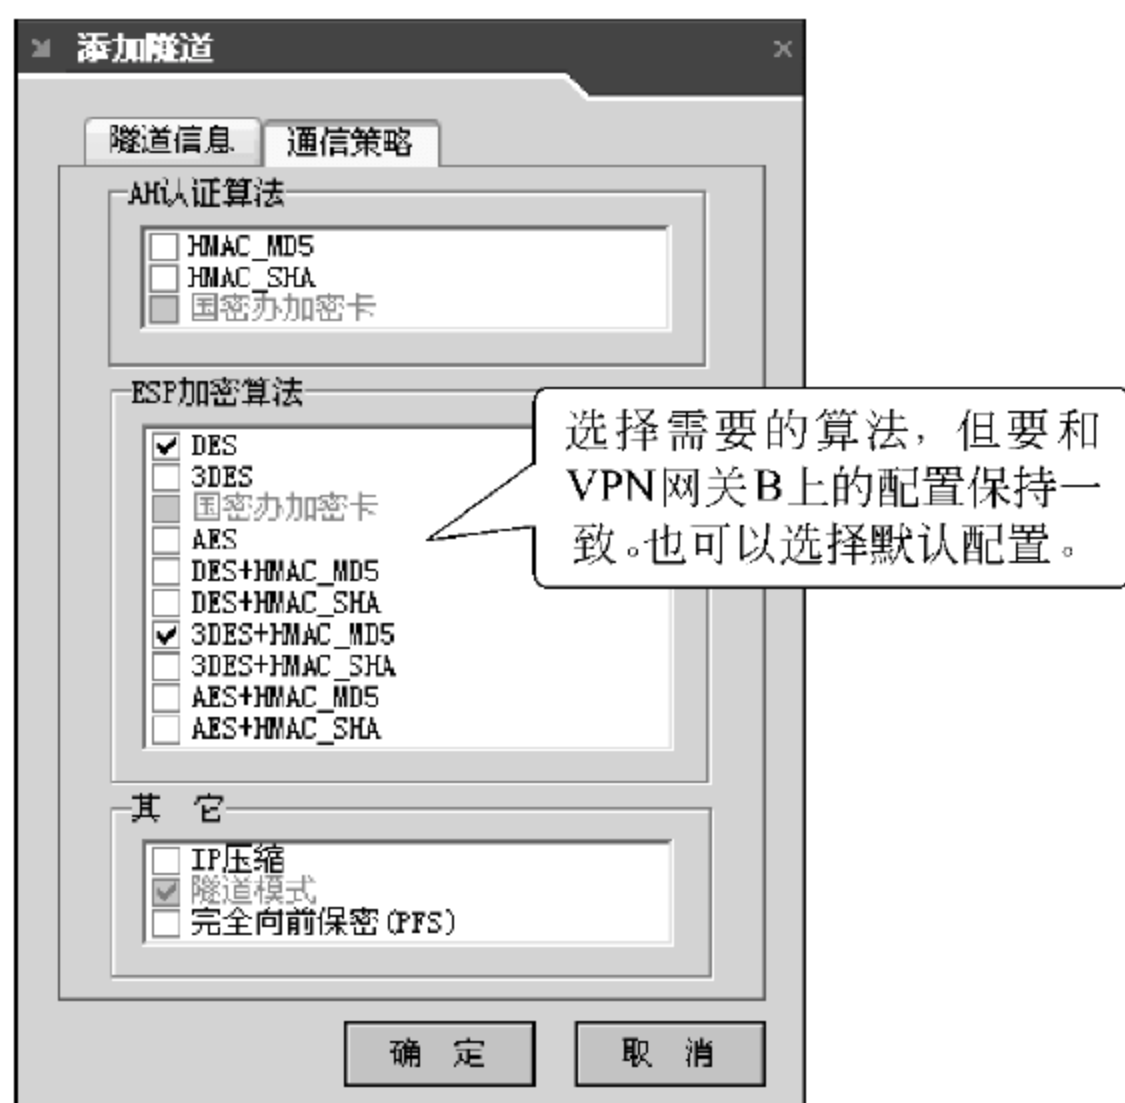 添加隧道
隧道信息
通信策略
AH认证算法
HMAC_MD5
HMAC_SHA
国密办加密卡
ESP加密算法
DES
3DES
国密办加密卡
AES
DES+HMAC_MD5
DES+HMAC_SHA
3DES+HMAC_MD5
3DES+HMAC_SHA
AES+HMAC_MD5
AES+HMAC_SHA
选择需要的算法，但要和
VPN网关B上的配置保持一
致。也可以选择默认配置。
其 它
IP压缩
隧道模式
完全向前保密(PFS)
确 定
取 消